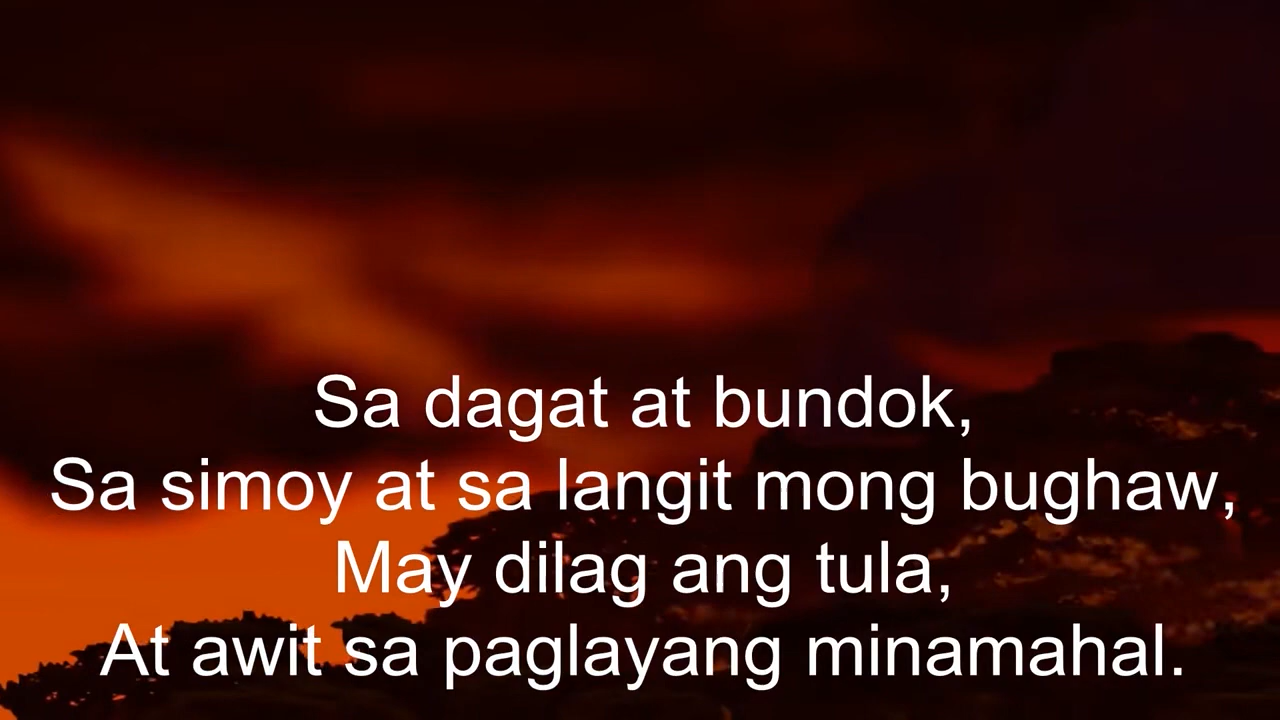 Sa dagat at bundok,
Sa simoy at sa langit mong bughaw,
May dilag ang tula,
At awit sa paglayang minamahal.